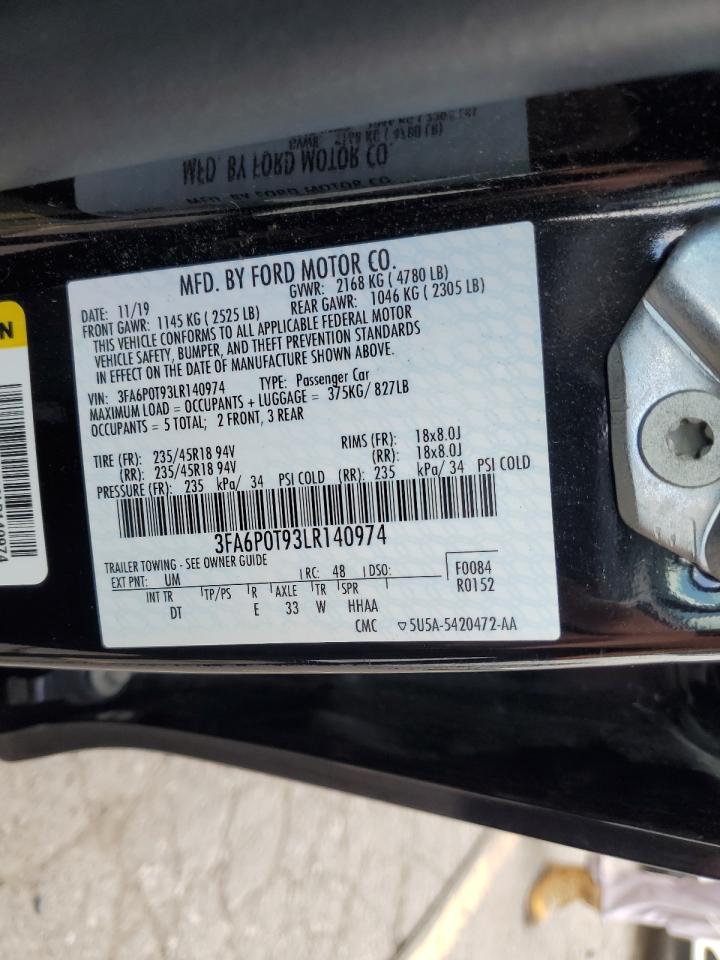 MFD. BY FORD MOTOR CO.
DATE: 11/19 GVWR: 2168 KG ( 4780 LB)
FRONT GAWR: 1145 KG ( 2525 LB) REAR GAWR: 1046 KG ( 2305 LB)
THIS VEHICLE CONFORMS TO ALL APPLICABLE FEDERAL MOTOR
VEHICLE SAFETY, BUMPER, AND THEFT PREVENTION STANDARDS
IN EFFECT ON THE DATE OF MANUFACTURE SHOWN ABOVE.
VIN: 3FA6P0T93LR140974 TYPE: Passenger Car
MAXIMUM LOAD = OCCUPANTS + LUGGAGE = 375KG/ 827LB
OCCUPANTS = 5 TOTAL; 2 FRONT, 3 REAR
TIRE (FR): 235/45R18 94V RIMS (FR): 18x8.0J
(RR): 235/45R18 94V (RR): 18x8.0J
PRESSURE (FR): 235 kPa/ 34 PSI COLD (RR): 235 kPa/ 34 PSI COLD
3FA6P0T93LR140974
TRAILER TOWING - SEE OWNER GUIDE
EXT PNT: UM RC: 48 DSO: F0084
INT TR TP/PS R AXLE TR SPR R0152
DT E 33 W HHAA
CMC ▽5U5A-5420472-AA
N
140974